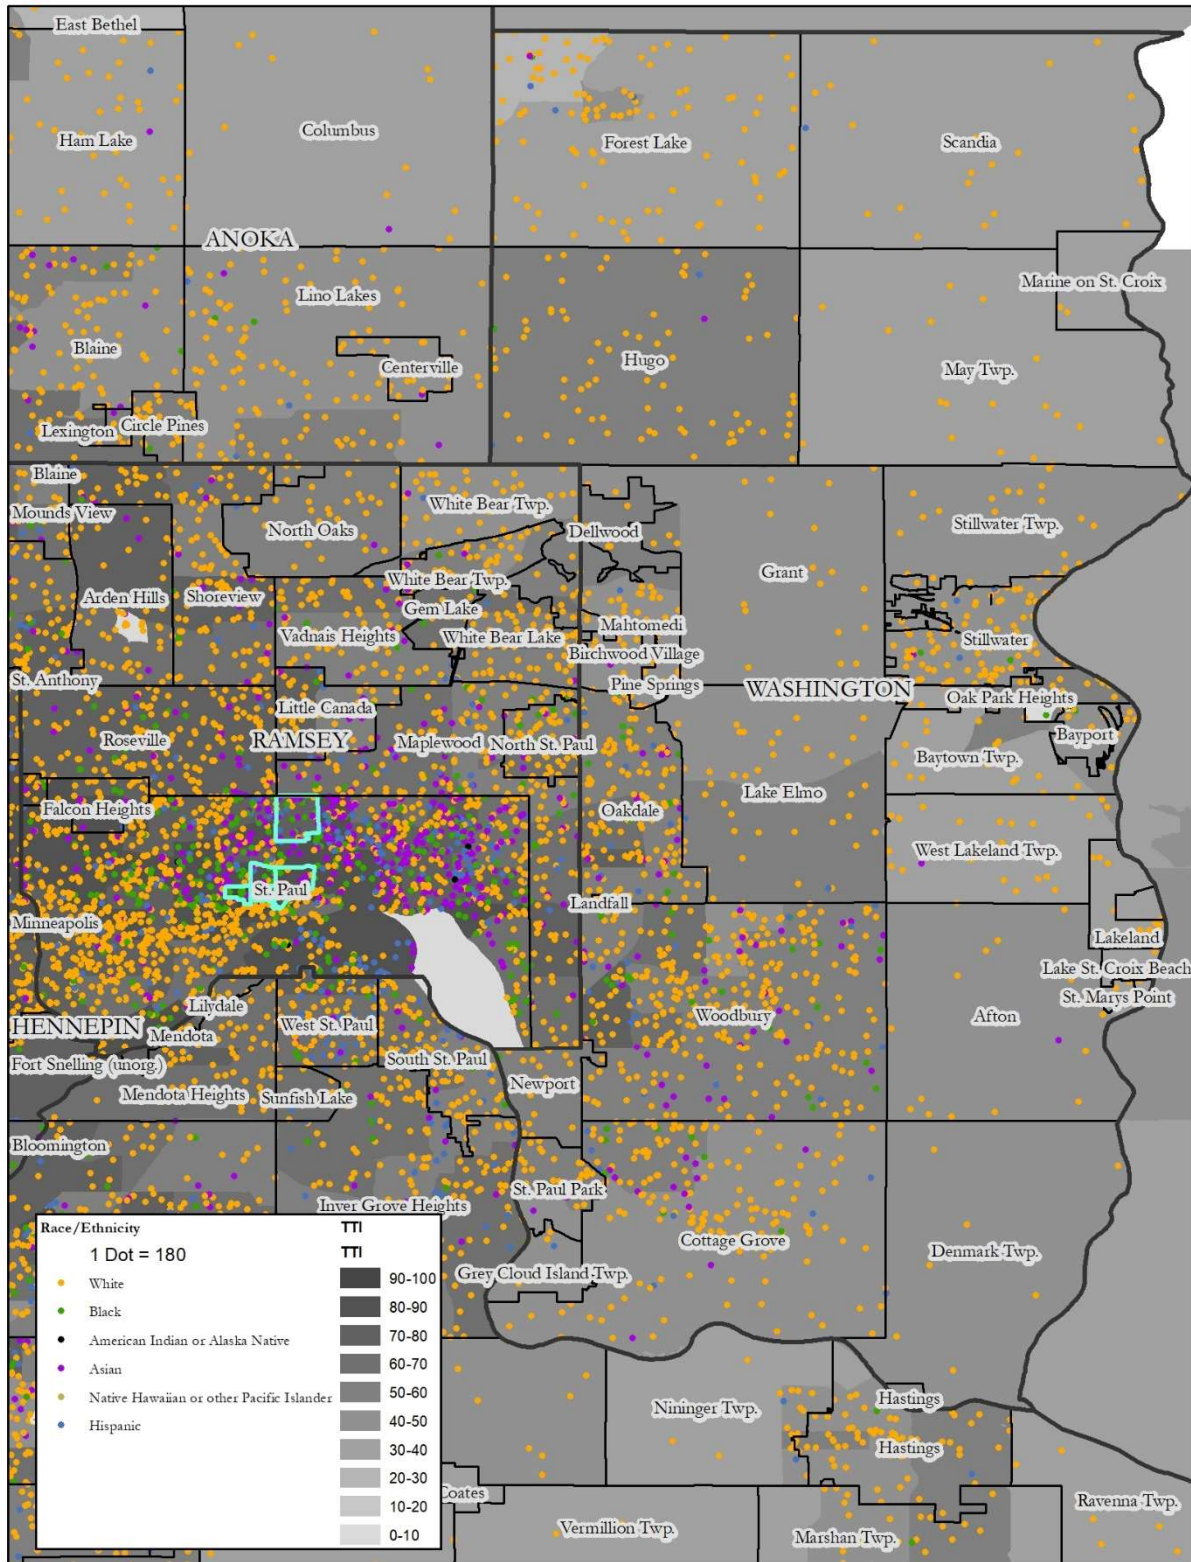 East Bethel
Ham Lake
Columbus
Forest Lake
Scandia
ANOKA
Lino Lakes
Marine on St. Croix
Blaine
Centerville
Hugo
May Twp.
Lexington
Circle Pines
Blaine
Mounds View
White Bear Twp.
North Oaks
Dellwood
Stillwater Twp.
Grant
White Bear Twp.
Arden Hills
Shoreview
Gem Lake
Vadnais Heights
White Bear Lake
Mahtomedi
Stillwater
Birchwood Village
St. Anthony
Pine Springs
WASHINGTON
Oak Park Heights
Little Canada
Roseville
RAMSEY
Maplewood
North St. Paul
Bayport
Baytown Twp.
Lake Elmo
Falcon Heights
Oakdale
West Lakeland Twp.
St. Paul
Landfall
Minneapolis
Lakeland
Lake St. Croix Beach
St. Marys Point
Lilydale
Woodbury
Afton
HENNEPIN
Mendota
West St. Paul
South St. Paul
Fort Snelling (unorg.)
Newport
Mendota Heights
Sunfish Lake
Bloomington
St. Paul Park
Inver Grove Heights
Cottage Grove
Denmark Twp.
Grey Cloud Island Twp.
Race/Ethnicity
1 Dot = 180
White
Black
American Indian or Alaska Native
Asian
Native Hawaiian or other Pacific Islander
Hispanic
TTI
TTI
90-100
80-90
70-80
60-70
50-60
40-50
30-40
20-30
10-20
0-10
Nininger Twp.
Hastings
Hastings
Coates
Vermillion Twp.
Marshan Twp.
Ravenna Twp.